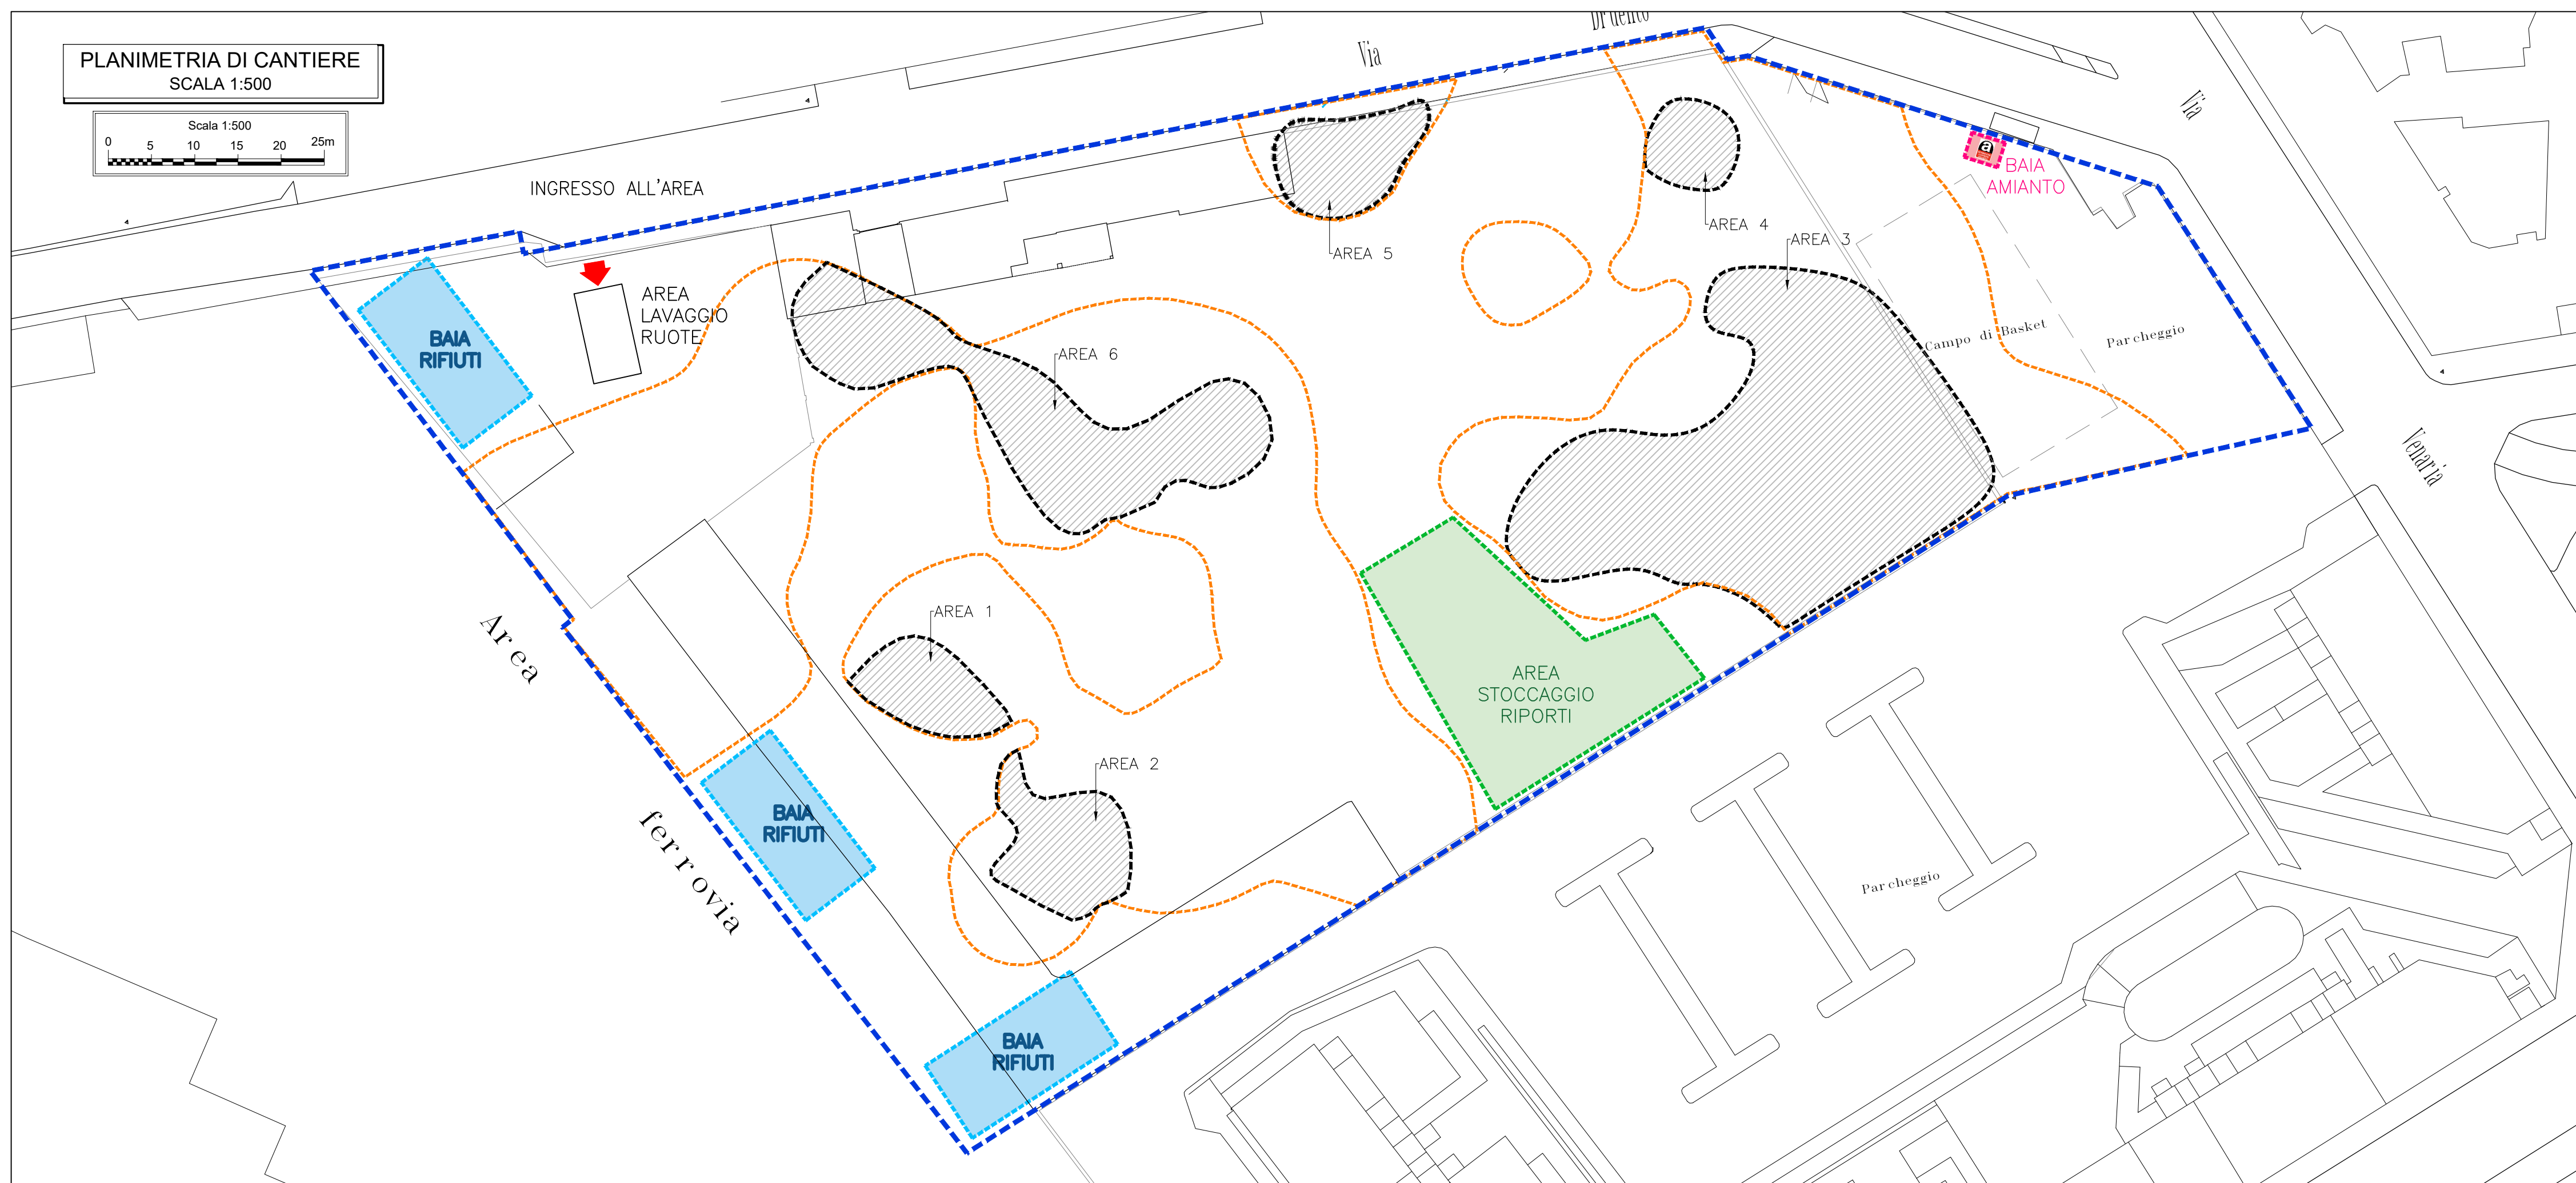 PLANIMETRIA DI CANTIERE
SCALA 1:500
Scala 1:500
0 5 10 15 20 25m
Via
Druento
Via
Venaria
INGRESSO ALL'AREA
AREA
LAVAGGIO
RUOTE
BAIA
RIFIUTI
AREA 6
AREA 5
AREA 4
AREA 3
a
BAIA
AMIANTO
Campo di Basket
Parcheggio
AREA 1
AREA 2
AREA
STOCCAGGIO
RIPORTI
Area
ferrovia
BAIA
RIFIUTI
BAIA
RIFIUTI
Parcheggio